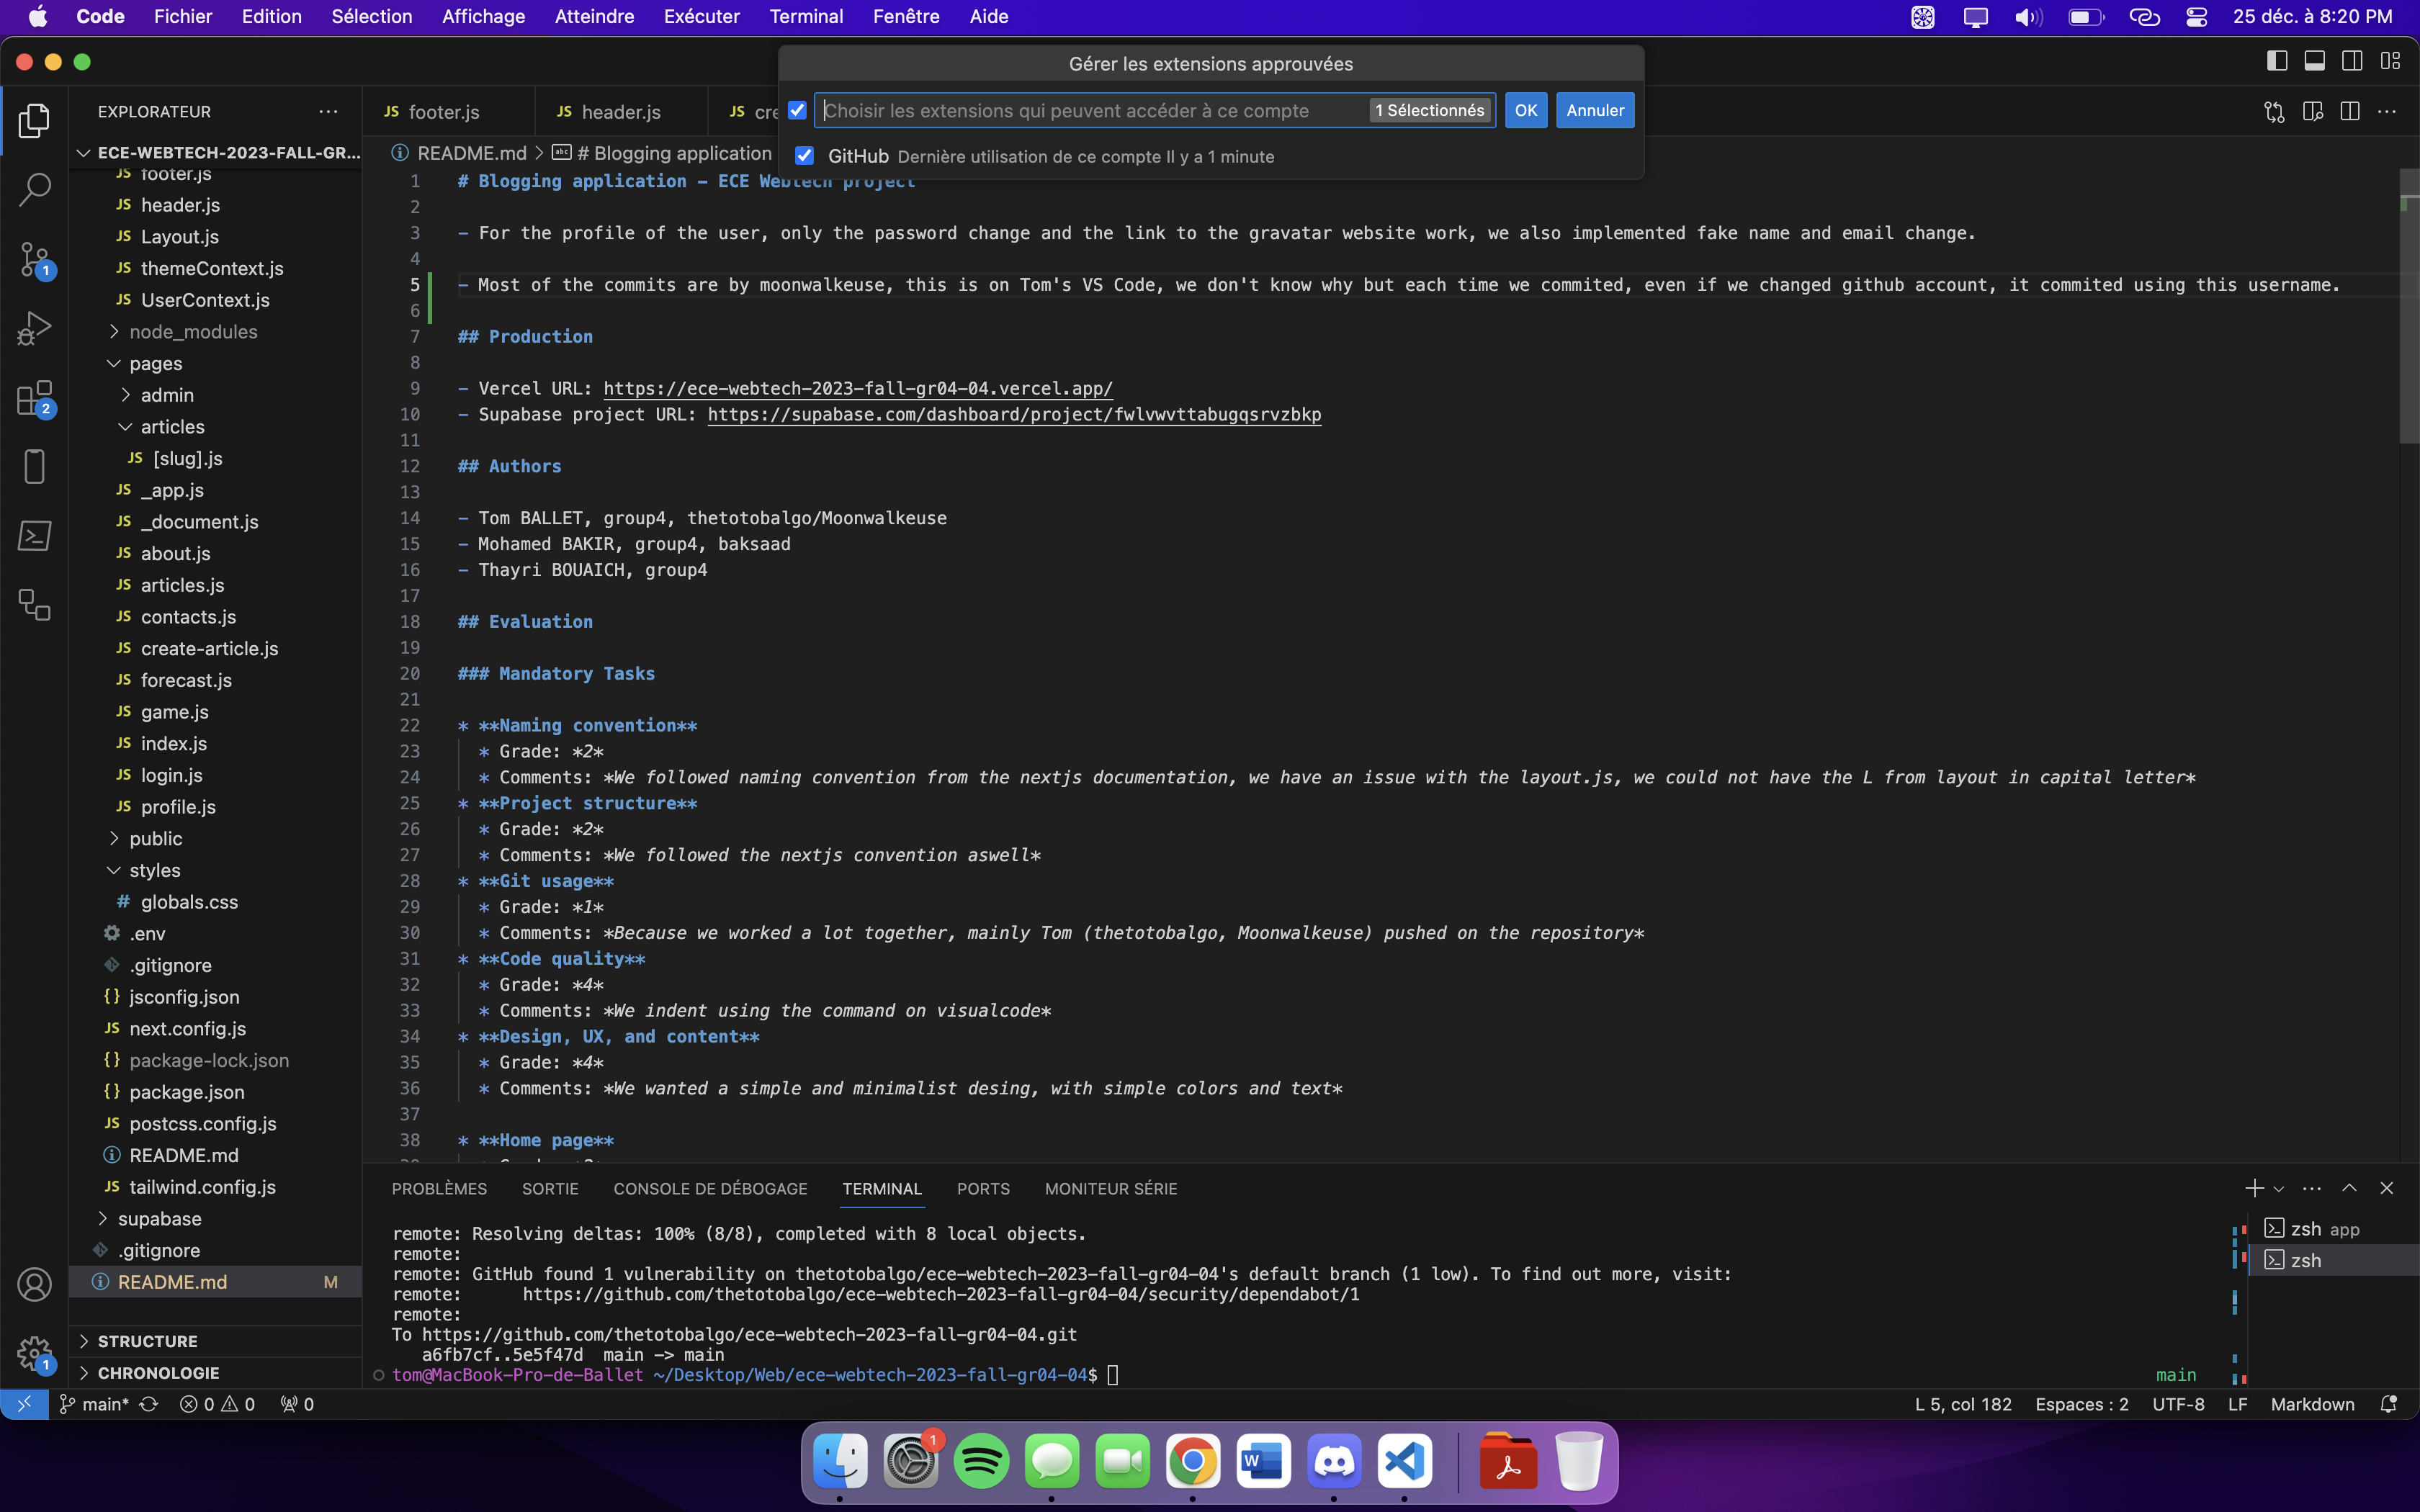 Code Fichier Edition Sélection Affichage Atteindre Exécuter Terminal Fenêtre Aide 25 déc. à 8:20 PM
Gérer les extensions approuvées
Choisir les extensions qui peuvent accéder à ce compte 1 Sélectionnés OK Annuler
GitHub Dernière utilisation de ce compte Il y a 1 minute
EXPLORATEUR
ECE-WEBTECH-2023-FALL-GR...
footer.js
header.js
Layout.js
themeContext.js
UserContext.js
node_modules
pages
admin
articles
[slug].js
_app.js
_document.js
about.js
articles.js
contacts.js
create-article.js
forecast.js
game.js
index.js
login.js
profile.js
public
styles
globals.css
.env
.gitignore
jsconfig.json
next.config.js
package-lock.json
package.json
postcss.config.js
README.md
tailwind.config.js
supabase
.gitignore
README.md M
STRUCTURE
CHRONOLOGIE
JS footer.js JS header.js JS cre
README.md > # Blogging application
1 # Blogging application - ECE Webtech project
2
3 - For the profile of the user, only the password change and the link to the gravatar website work, we also implemented fake name and email change.
4
5 - Most of the commits are by moonwalkeuse, this is on Tom's VS Code, we don't know why but each time we commited, even if we changed github account, it commited using this username.
6
7 ## Production
8
9 - Vercel URL: https://ece-webtech-2023-fall-gr04-04.vercel.app/
10 - Supabase project URL: https://supabase.com/dashboard/project/fwlvwvttabugqsrvzbkp
11
12 ## Authors
13
14 - Tom BALLET, group4, thetotobalgo/Moonwalkeuse
15 - Mohamed BAKIR, group4, baksaad
16 - Thayri BOUAICH, group4
17
18 ## Evaluation
19
20 ### Mandatory Tasks
21
22 * **Naming convention**
23 * Grade: *2*
24 * Comments: *We followed naming convention from the nextjs documentation, we have an issue with the layout.js, we could not have the L from layout in capital letter*
25 * **Project structure**
26 * Grade: *2*
27 * Comments: *We followed the nextjs convention aswell*
28 * **Git usage**
29 * Grade: *1*
30 * Comments: *Because we worked a lot together, mainly Tom (thetotobalgo, Moonwalkeuse) pushed on the repository*
31 * **Code quality**
32 * Grade: *4*
33 * Comments: *We indent using the command on visualcode*
34 * **Design, UX, and content**
35 * Grade: *4*
36 * Comments: *We wanted a simple and minimalist desing, with simple colors and text*
37
38 * **Home page**
PROBLÈMES SORTIE CONSOLE DE DÉBOGAGE TERMINAL PORTS MONITEUR SÉRIE
remote: Resolving deltas: 100% (8/8), completed with 8 local objects.
remote:
remote: GitHub found 1 vulnerability on thetotobalgo/ece-webtech-2023-fall-gr04-04's default branch (1 low). To find out more, visit:
remote: https://github.com/thetotobalgo/ece-webtech-2023-fall-gr04-04/security/dependabot/1
remote:
To https://github.com/thetotobalgo/ece-webtech-2023-fall-gr04-04.git
a6fb7cf..5e5f47d main -> main
tom@MacBook-Pro-de-Ballet ~/Desktop/Web/ece-webtech-2023-fall-gr04-04$ main
zsh app
zsh
main* 0 0 0 L 5, col 182 Espaces : 2 UTF-8 LF Markdown